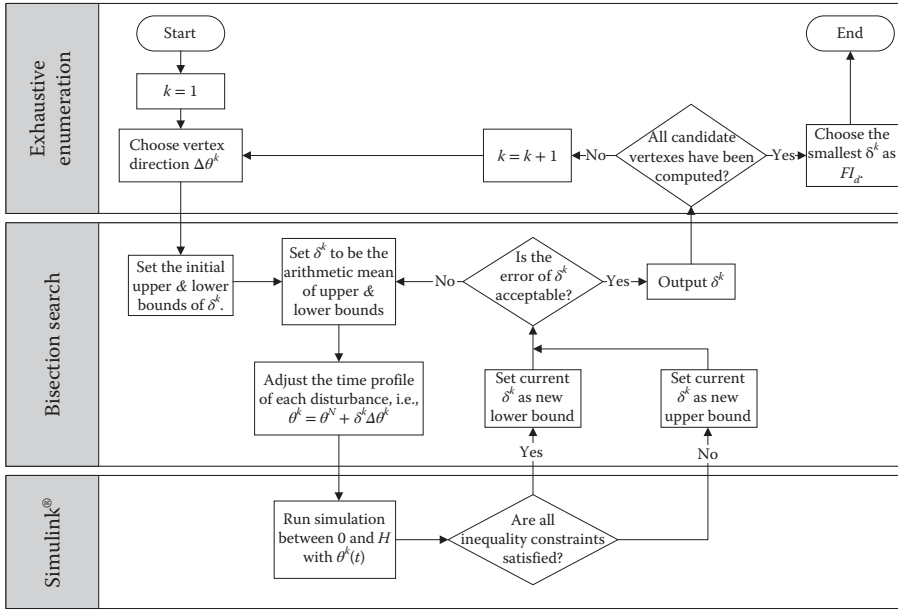 Exhaustive
enumeration
Start
k = 1
Choose vertex
direction Δθ^k
k = k + 1
No
All candidate
vertexes have been
computed?
Yes
End
Choose the
smallest δ^k as
FI_d.
Bisection search
Set the initial
upper & lower
bounds of δ^k.
Set δ^k to be the
arithmetic mean
of upper &
lower bounds
No
Is the
error of δ^k
acceptable?
Yes
Output δ^k
Adjust the time profile
of each disturbance, i.e.,
θ^k = θ^N + δ^kΔθ^k
Set current
δ^k as new
lower bound
Set current
δ^k as new
upper bound
Yes
No
Simulink®
Run simulation
between 0 and H
with θ^k(t)
Are all
inequality constraints
satisfied?